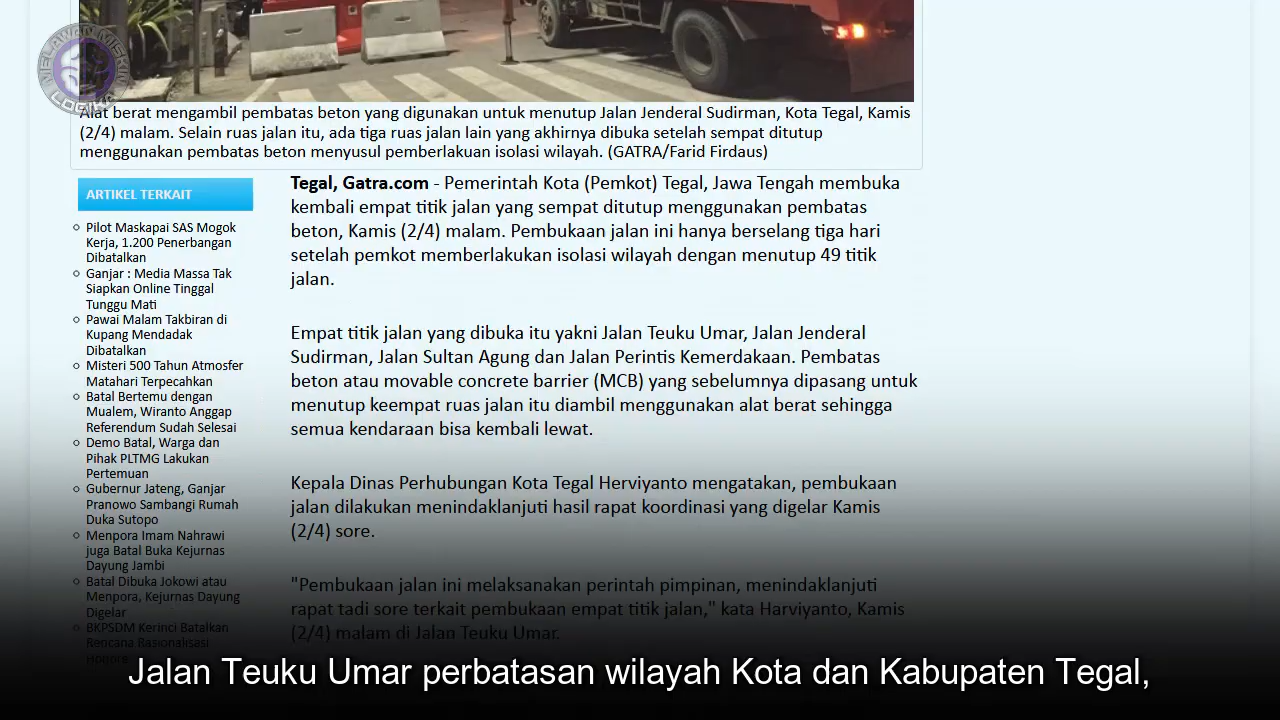 MELAWAN MISKIN
LOGIKA
Alat berat mengambil pembatas beton yang digunakan untuk menutup Jalan Jenderal Sudirman, Kota Tegal, Kamis
(2/4) malam. Selain ruas jalan itu, ada tiga ruas jalan lain yang akhirnya dibuka setelah sempat ditutup
menggunakan pembatas beton menyusul pemberlakuan isolasi wilayah. (GATRA/Farid Firdaus)
ARTIKEL TERKAIT
Pilot Maskapai SAS Mogok
Kerja, 1.200 Penerbangan
Dibatalkan
Ganjar : Media Massa Tak
Siapkan Online Tinggal
Tunggu Mati
Pawai Malam Takbiran di
Kupang Mendadak
Dibatalkan
Misteri 500 Tahun Atmosfer
Matahari Terpecahkan
Batal Bertemu dengan
Mualem, Wiranto Anggap
Referendum Sudah Selesai
Demo Batal, Warga dan
Pihak PLTMG Lakukan
Pertemuan
Gubernur Jateng, Ganjar
Pranowo Sambangi Rumah
Duka Sutopo
Menpora Imam Nahrawi
juga Batal Buka Kejurnas
Dayung Jambi
Batal Dibuka Jokowi atau
Menpora, Kejurnas Dayung
Digelar
BKPSDM Kerinci Batalkan
Rencana Rasionalisasi
Honorer
Tegal, Gatra.com - Pemerintah Kota (Pemkot) Tegal, Jawa Tengah membuka
kembali empat titik jalan yang sempat ditutup menggunakan pembatas
beton, Kamis (2/4) malam. Pembukaan jalan ini hanya berselang tiga hari
setelah pemkot memberlakukan isolasi wilayah dengan menutup 49 titik
jalan.
Empat titik jalan yang dibuka itu yakni Jalan Teuku Umar, Jalan Jenderal
Sudirman, Jalan Sultan Agung dan Jalan Perintis Kemerdakaan. Pembatas
beton atau movable concrete barrier (MCB) yang sebelumnya dipasang untuk
menutup keempat ruas jalan itu diambil menggunakan alat berat sehingga
semua kendaraan bisa kembali lewat.
Kepala Dinas Perhubungan Kota Tegal Herviyanto mengatakan, pembukaan
jalan dilakukan menindaklanjuti hasil rapat koordinasi yang digelar Kamis
(2/4) sore.
"Pembukaan jalan ini melaksanakan perintah pimpinan, menindaklanjuti
rapat tadi sore terkait pembukaan empat titik jalan," kata Harviyanto, Kamis
(2/4) malam di Jalan Teuku Umar.
Jalan Teuku Umar perbatasan wilayah Kota dan Kabupaten Tegal,